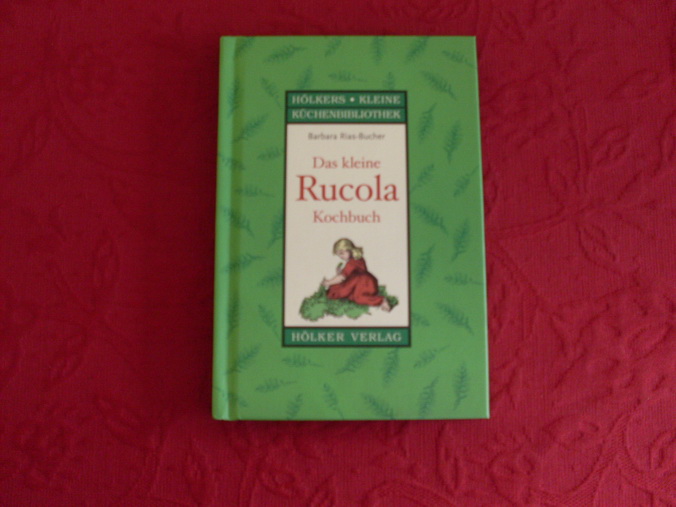 HÖLKERS • KLEINE
KÜCHENBIBLIOTHEK
Barbara Rias-Bucher
Das kleine
Rucola
Kochbuch
HÖLKER VERLAG